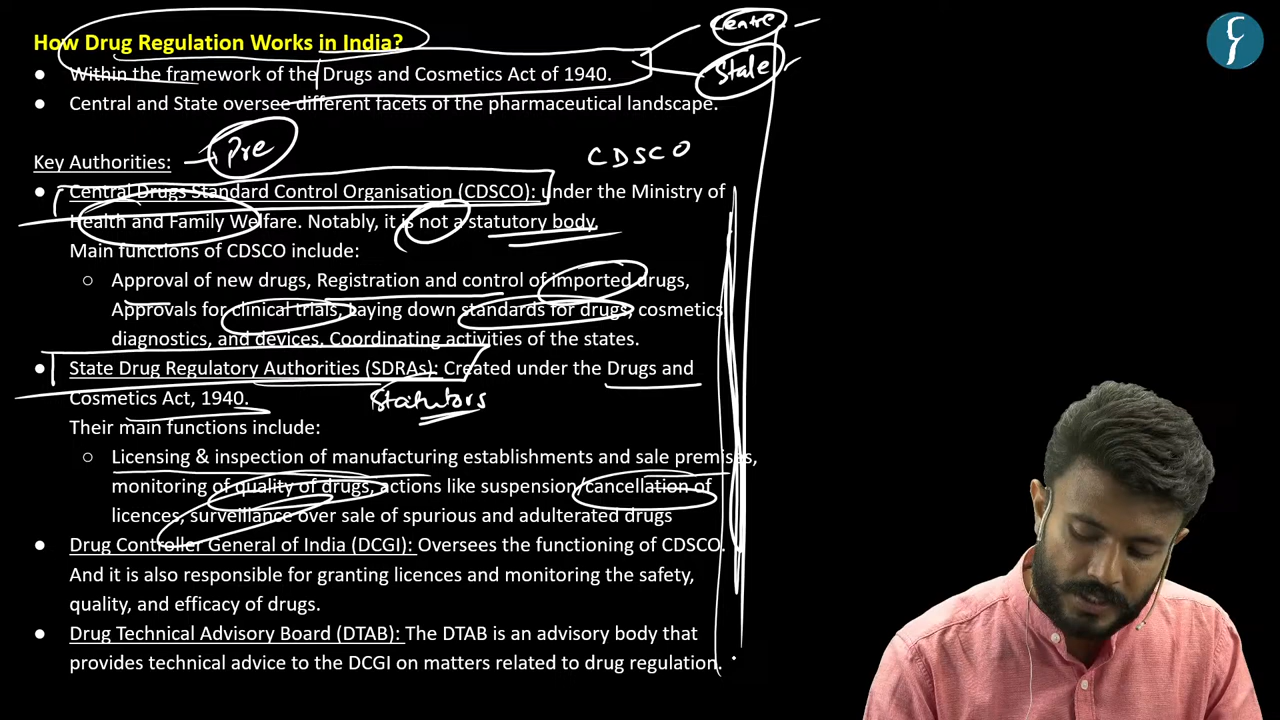 Centre
How Drug Regulation Works in India?
● Within the framework of the Drugs and Cosmetics Act of 1940.
State
● Central and State oversee different facets of the pharmaceutical landscape.
Pre
CDSCO
Key Authorities:
● Central Drugs Standard Control Organisation (CDSCO): under the Ministry of
Health and Family Welfare. Notably, it is not a statutory body.
Main functions of CDSCO include:
○ Approval of new drugs, Registration and control of imported drugs,
Approvals for clinical trials, Laying down standards for drugs, cosmetics
diagnostics, and devices. Coordinating activities of the states.
● State Drug Regulatory Authorities (SDRAs): Created under the Drugs and
Cosmetics Act, 1940.
Statutors
Their main functions include:
○ Licensing & inspection of manufacturing establishments and sale premises,
monitoring of quality of drugs, actions like suspension/cancellation of
licences, surveillance over sale of spurious and adulterated drugs
● Drug Controller General of India (DCGI): Oversees the functioning of CDSCO.
And it is also responsible for granting licences and monitoring the safety,
quality, and efficacy of drugs.
● Drug Technical Advisory Board (DTAB): The DTAB is an advisory body that
provides technical advice to the DCGI on matters related to drug regulation.